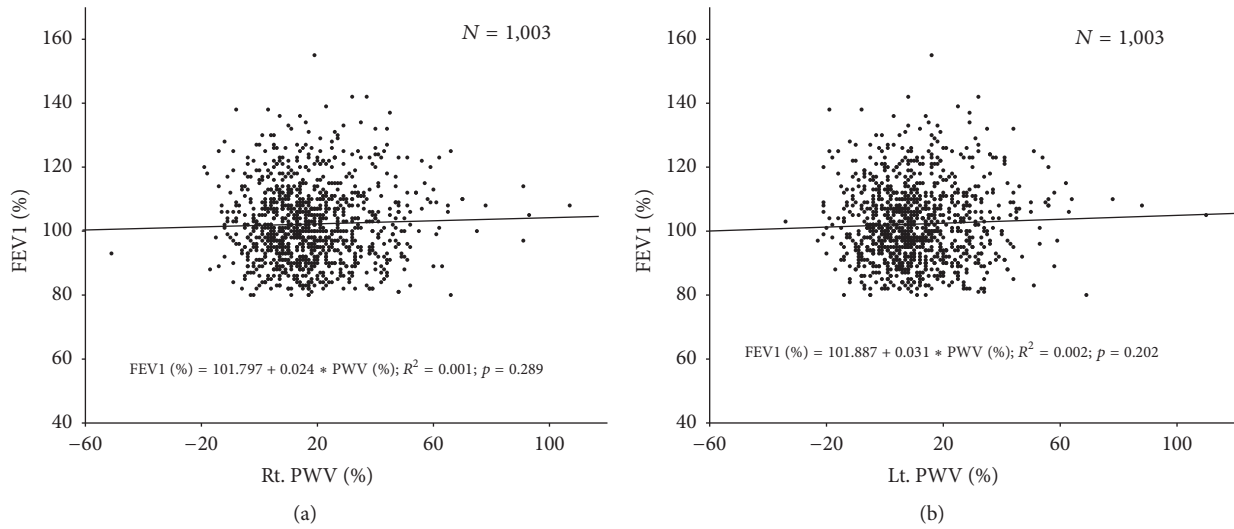 160
140
120
100
80
60
40
FEV1 (%)
N = 1,003
FEV1 (%) = 101.797 + 0.024 ∗ PWV (%); R² = 0.001; p = 0.289
−60
−20
20
60
100
Rt. PWV (%)
(a)
160
140
120
100
80
60
40
FEV1 (%)
N = 1,003
FEV1 (%) = 101.887 + 0.031 ∗ PWV (%); R² = 0.002; p = 0.202
−60
−20
20
60
100
Lt. PWV (%)
(b)